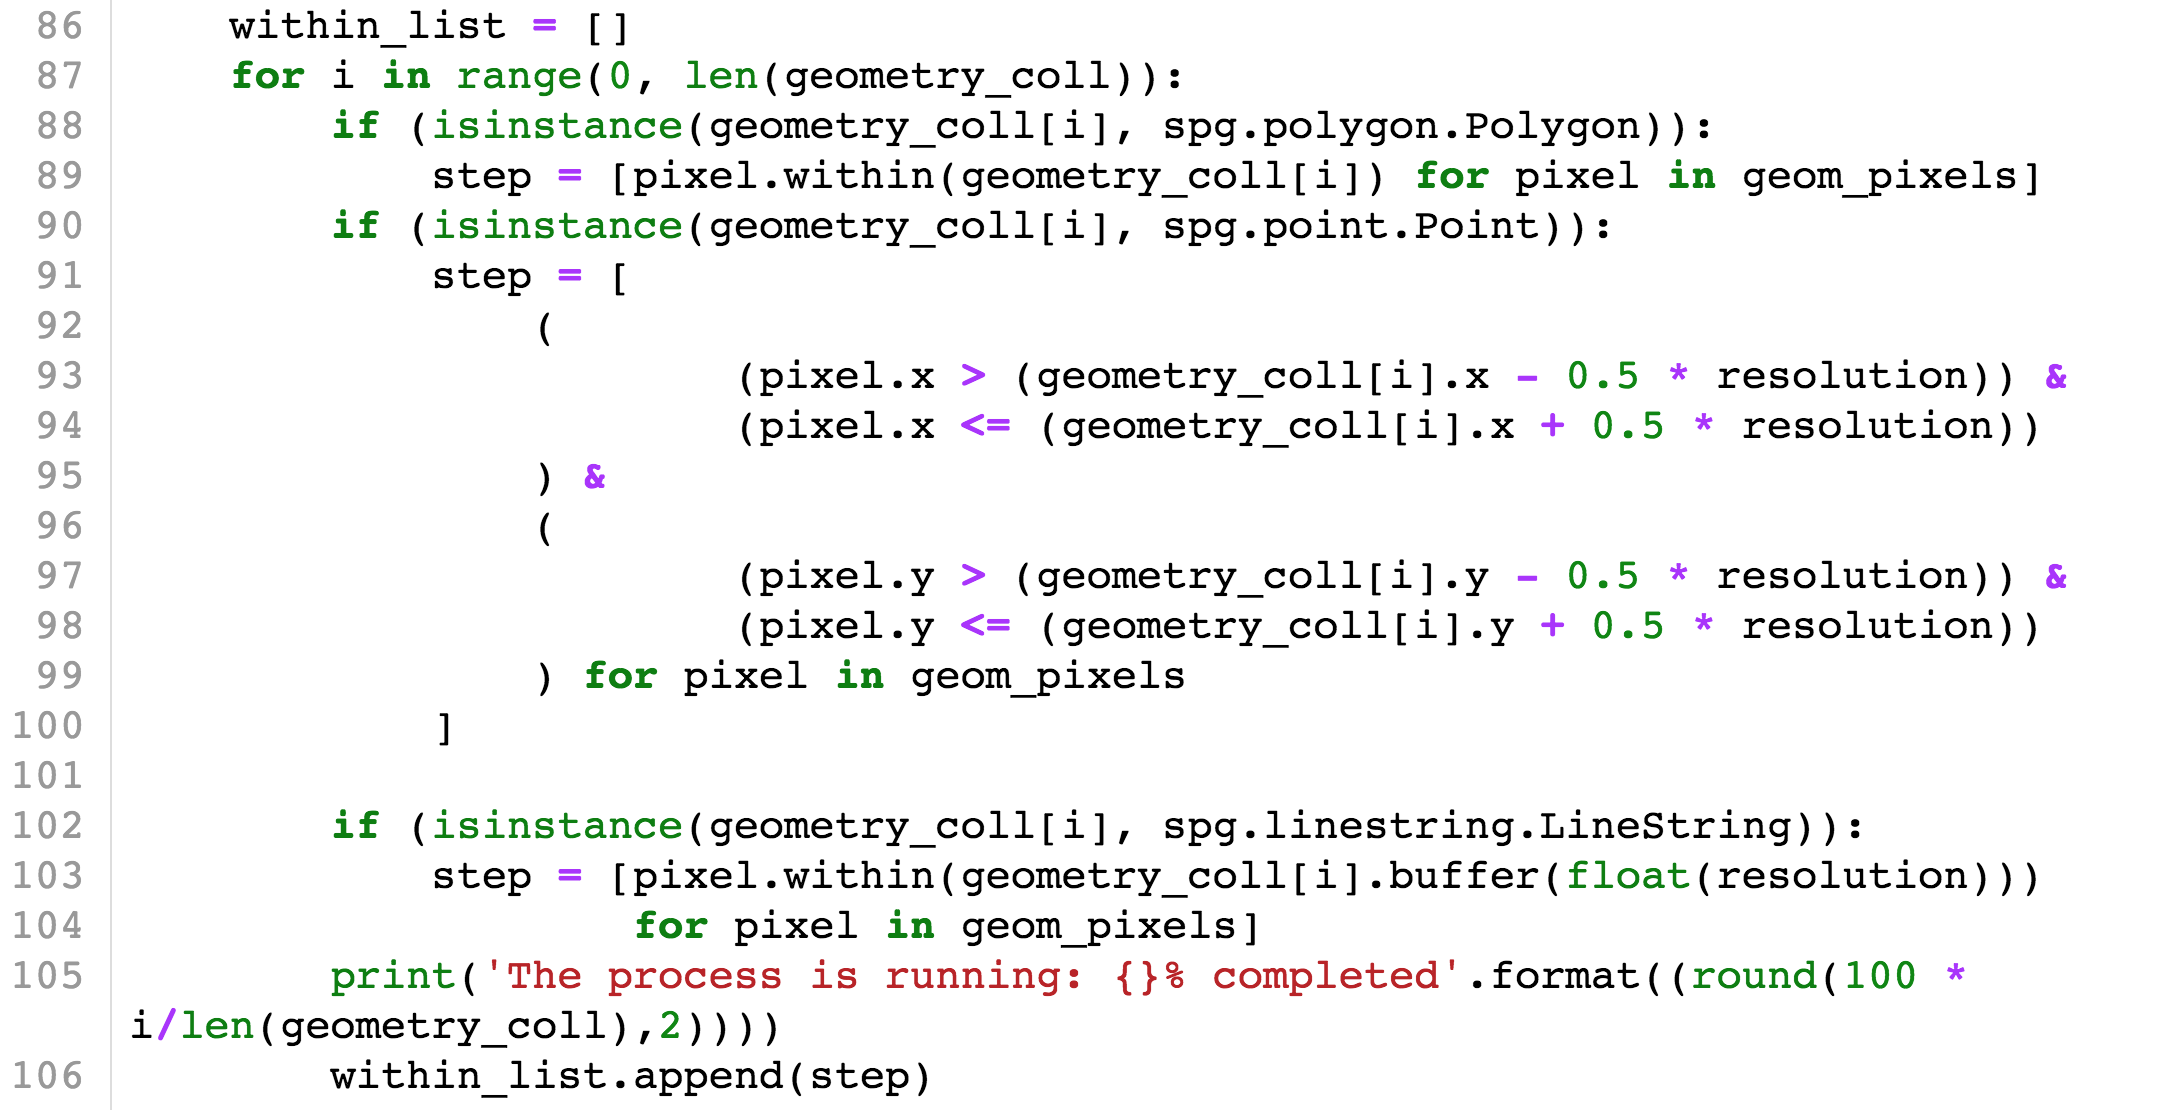 86 within_list = []
87 for i in range(0, len(geometry_coll)):
88 if (isinstance(geometry_coll[i], spg.polygon.Polygon)):
89 step = [pixel.within(geometry_coll[i]) for pixel in geom_pixels]
90 if (isinstance(geometry_coll[i], spg.point.Point)):
91 step = [
92 (
93 (pixel.x > (geometry_coll[i].x - 0.5 * resolution)) &
94 (pixel.x <= (geometry_coll[i].x + 0.5 * resolution))
95 ) &
96 (
97 (pixel.y > (geometry_coll[i].y - 0.5 * resolution)) &
98 (pixel.y <= (geometry_coll[i].y + 0.5 * resolution))
99 ) for pixel in geom_pixels
100 ]
101
102 if (isinstance(geometry_coll[i], spg.linestring.LineString)):
103 step = [pixel.within(geometry_coll[i].buffer(float(resolution)))
104 for pixel in geom_pixels]
105 print('The process is running: {}% completed'.format((round(100 *
i/len(geometry_coll),2))))
106 within_list.append(step)